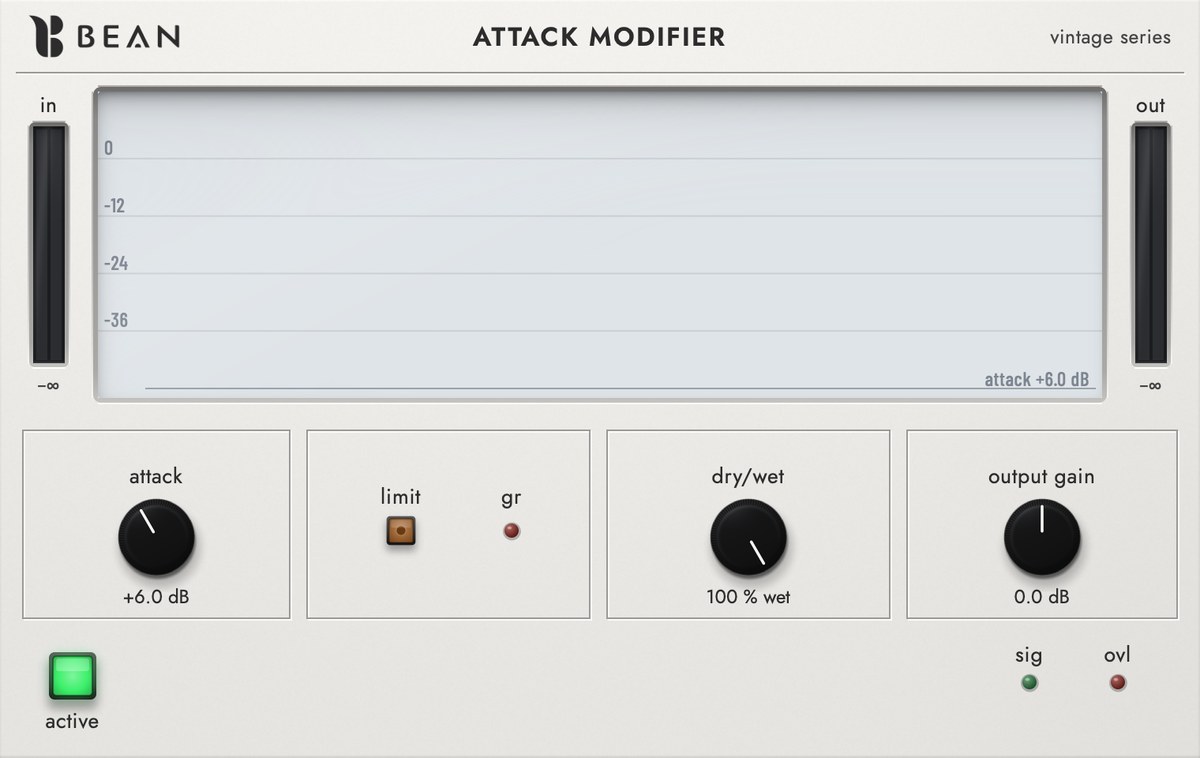 BEAN
ATTACK MODIFIER
vintage series
in
out
0
-12
-24
-36
attack +6.0 dB
−∞
−∞
attack
+6.0 dB
limit
gr
dry/wet
100 % wet
output gain
0.0 dB
active
sig
ovl